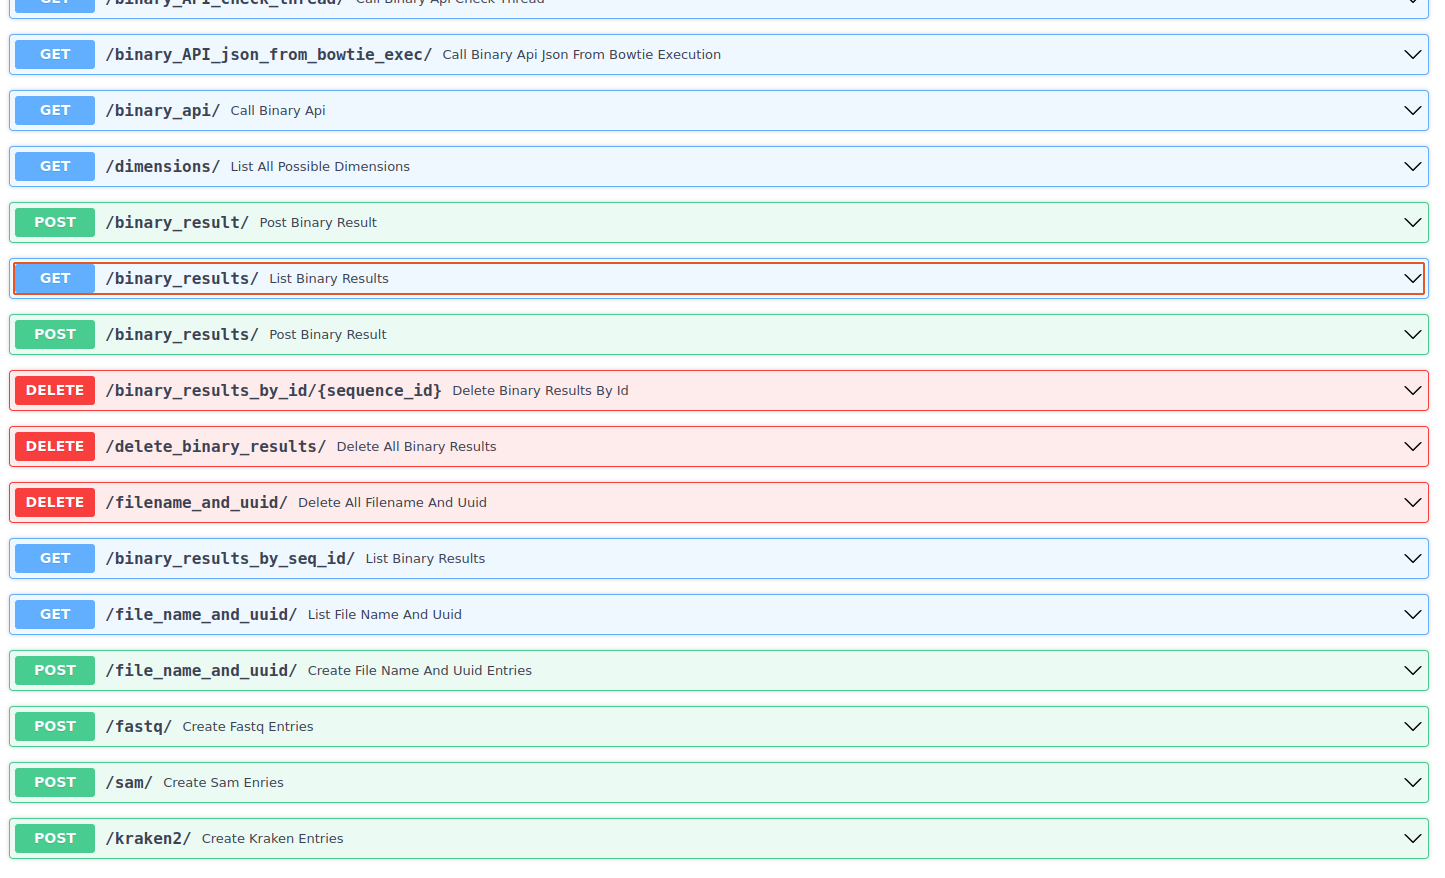 /binary_API_check_thread/ Call Binary Api Check Thread
GET /binary_API_json_from_bowtie_exec/ Call Binary Api Json From Bowtie Execution
GET /binary_api/ Call Binary Api
GET /dimensions/ List All Possible Dimensions
POST /binary_result/ Post Binary Result
GET /binary_results/ List Binary Results
POST /binary_results/ Post Binary Result
DELETE /binary_results_by_id/{sequence_id} Delete Binary Results By Id
DELETE /delete_binary_results/ Delete All Binary Results
DELETE /filename_and_uuid/ Delete All Filename And Uuid
GET /binary_results_by_seq_id/ List Binary Results
GET /file_name_and_uuid/ List File Name And Uuid
POST /file_name_and_uuid/ Create File Name And Uuid Entries
POST /fastq/ Create Fastq Entries
POST /sam/ Create Sam Enries
POST /kraken2/ Create Kraken Entries